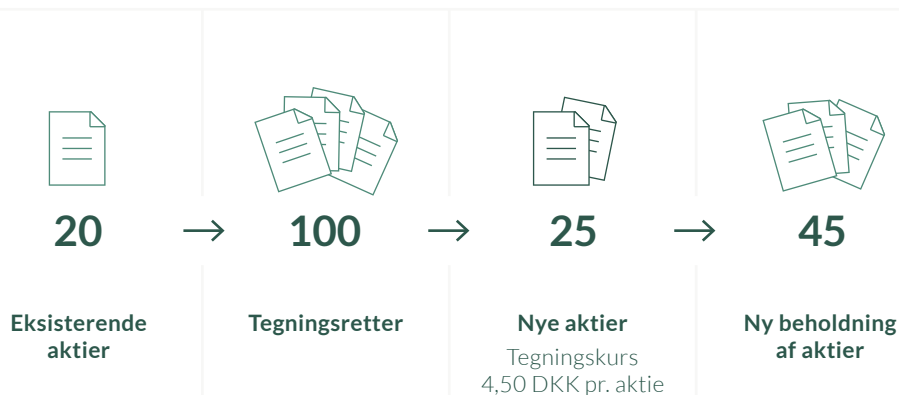 20 → 100 → 25 → 45
Eksisterende
aktier
Tegningsretter
Nye aktier
Tegningskurs
4,50 DKK pr. aktie
Ny beholdning
af aktier